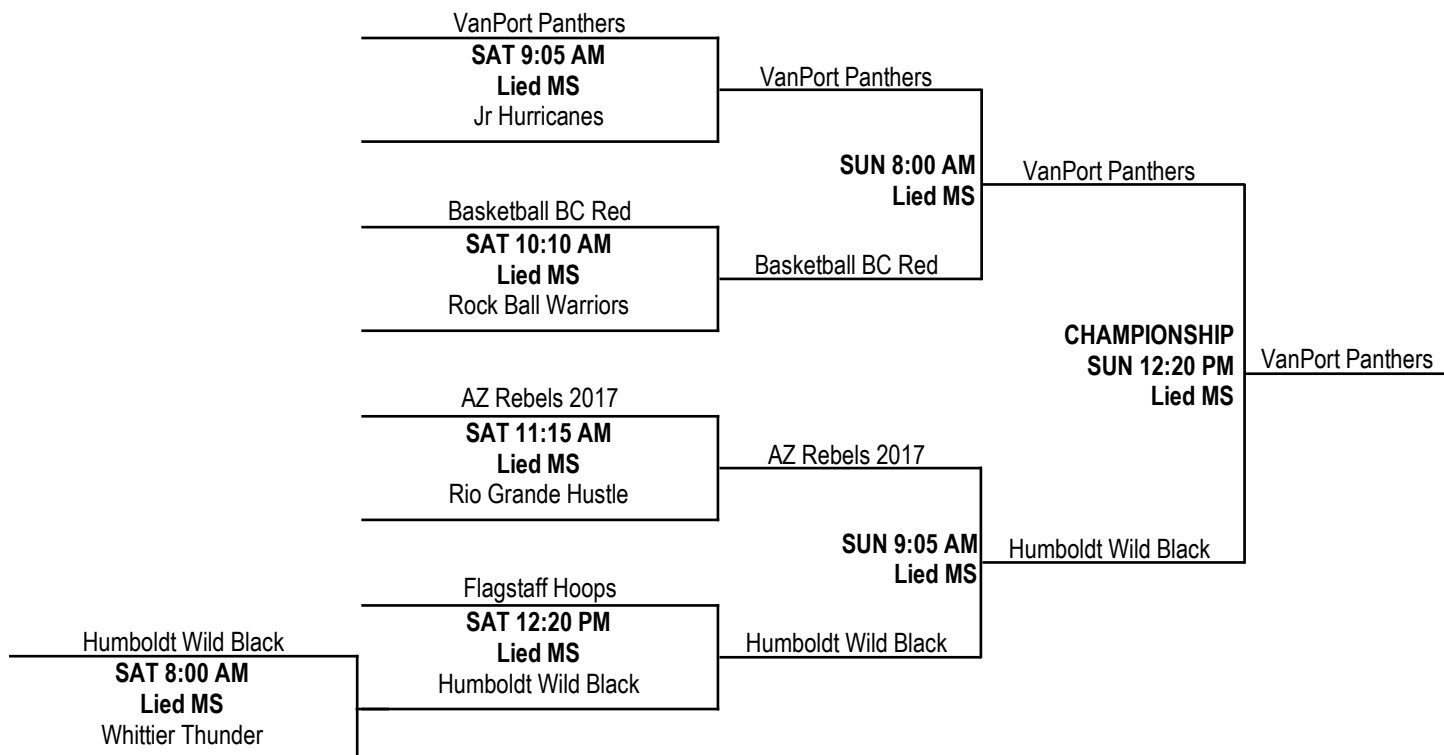 VanPort Panthers
SAT 9:05 AM
Lied MS
Jr Hurricanes
Basketball BC Red
SAT 10:10 AM
Lied MS
Rock Ball Warriors
AZ Rebels 2017
SAT 11:15 AM
Lied MS
Rio Grande Hustle
Humboldt Wild Black
SAT 8:00 AM
Lied MS
Whittier Thunder
Flagstaff Hoops
SAT 12:20 PM
Lied MS
Humboldt Wild Black
VanPort Panthers
SUN 8:00 AM
Lied MS
Basketball BC Red
AZ Rebels 2017
SUN 9:05 AM
Lied MS
Humboldt Wild Black
VanPort Panthers
CHAMPIONSHIP
SUN 12:20 PM
Lied MS
Humboldt Wild Black
VanPort Panthers